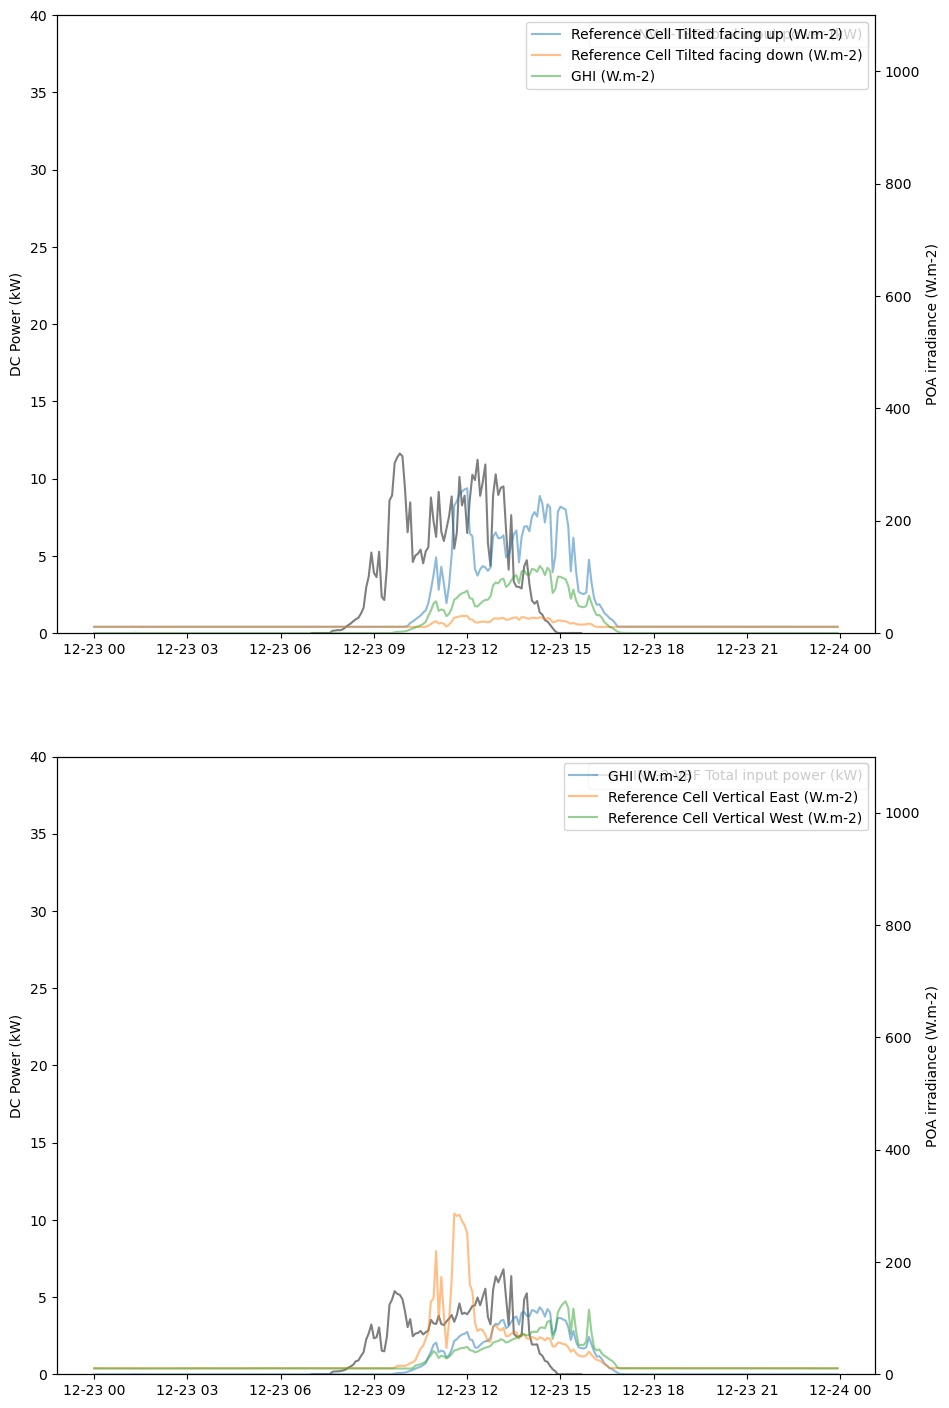 40
35
30
25
20
15
10
5
0
DC Power (kW)
Reference Cell Tilted facing up (W.m-2)
Reference Cell Tilted facing down (W.m-2)
GHI (W.m-2)
1000
800
600
400
200
0
POA irradiance (W.m-2)
12-23 00 12-23 03 12-23 06 12-23 09 12-23 12 12-23 15 12-23 18 12-23 21 12-24 00
40
35
30
25
20
15
10
5
0
DC Power (kW)
GHI (W.m-2)
Total input power (kW)
Reference Cell Vertical East (W.m-2)
Reference Cell Vertical West (W.m-2)
1000
800
600
400
200
0
POA irradiance (W.m-2)
12-23 00 12-23 03 12-23 06 12-23 09 12-23 12 12-23 15 12-23 18 12-23 21 12-24 00